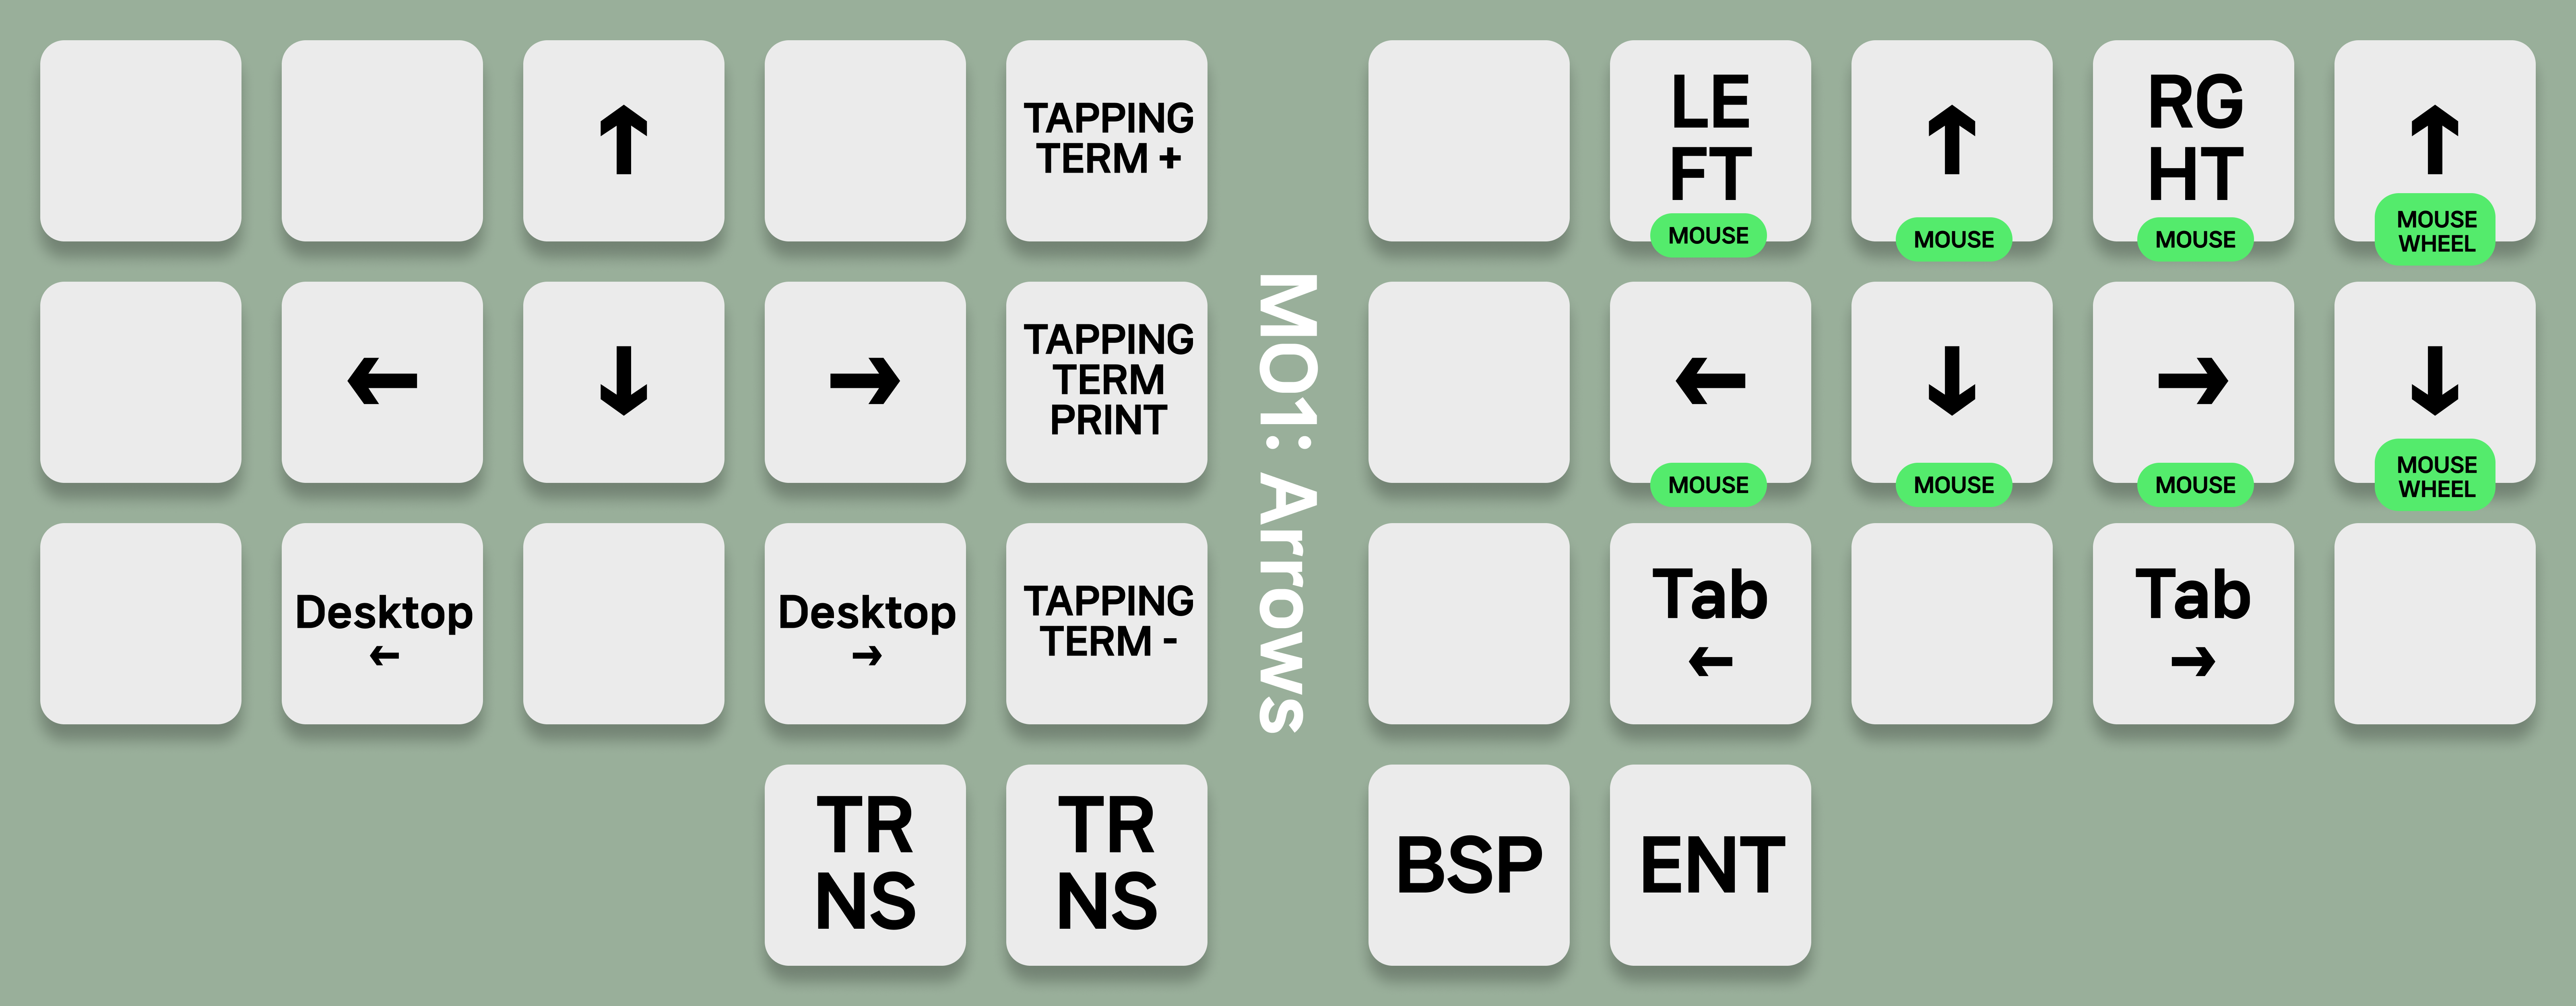 ↑
TAPPING
TERM +
LE
FT
MOUSE
↑
MOUSE
RG
HT
MOUSE
↑
MOUSE
WHEEL
←
↓
→
TAPPING
TERM
PRINT
MO1: Arrows
←
MOUSE
↓
MOUSE
→
MOUSE
↓
MOUSE
WHEEL
Desktop
←
Desktop
→
TAPPING
TERM -
Tab
←
Tab
→
TR
NS
TR
NS
BSP
ENT